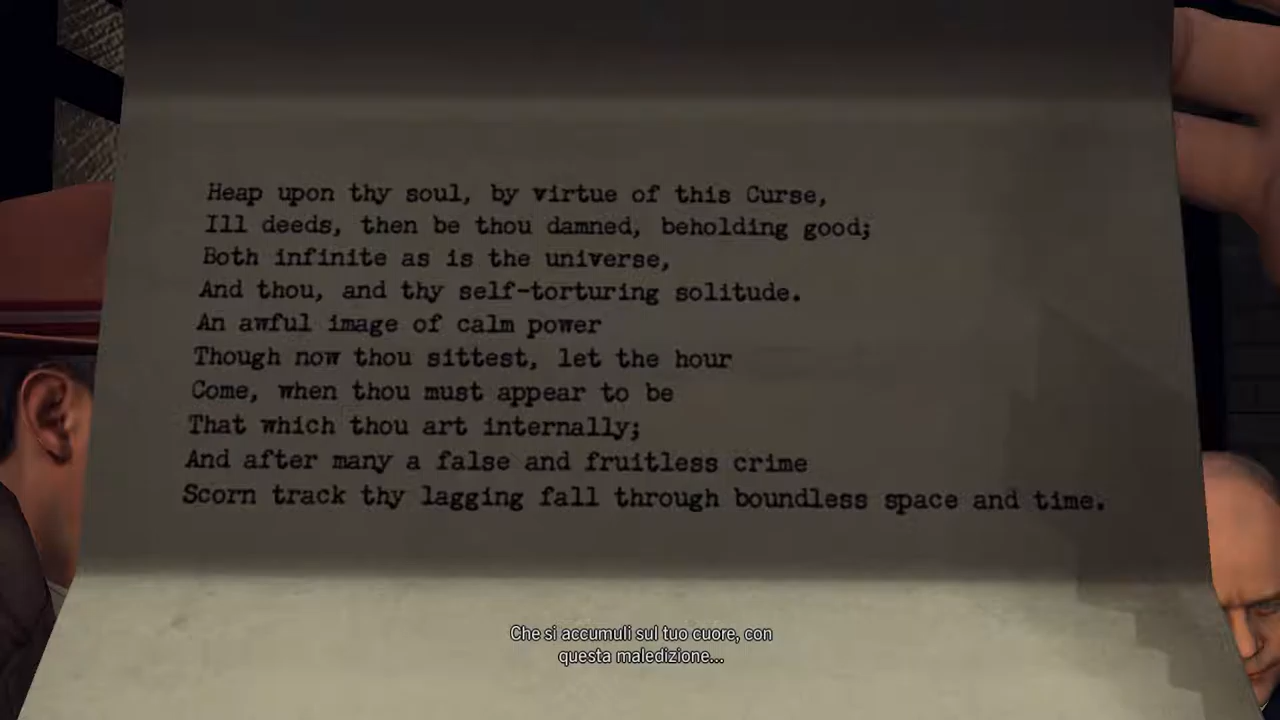 Heap upon thy soul, by virtue of this Curse,
Ill deeds, then be thou damned, beholding good;
Both infinite as is the universe,
And thou, and thy self-torturing solitude.
An awful image of calm power
Though now thou sittest, let the hour
Come, when thou must appear to be
That which thou art internally;
And after many a false and fruitless crime
Scorn track thy lagging fall through boundless space and time.
Che si accumuli sul tuo cuore, con
questa maledizione...